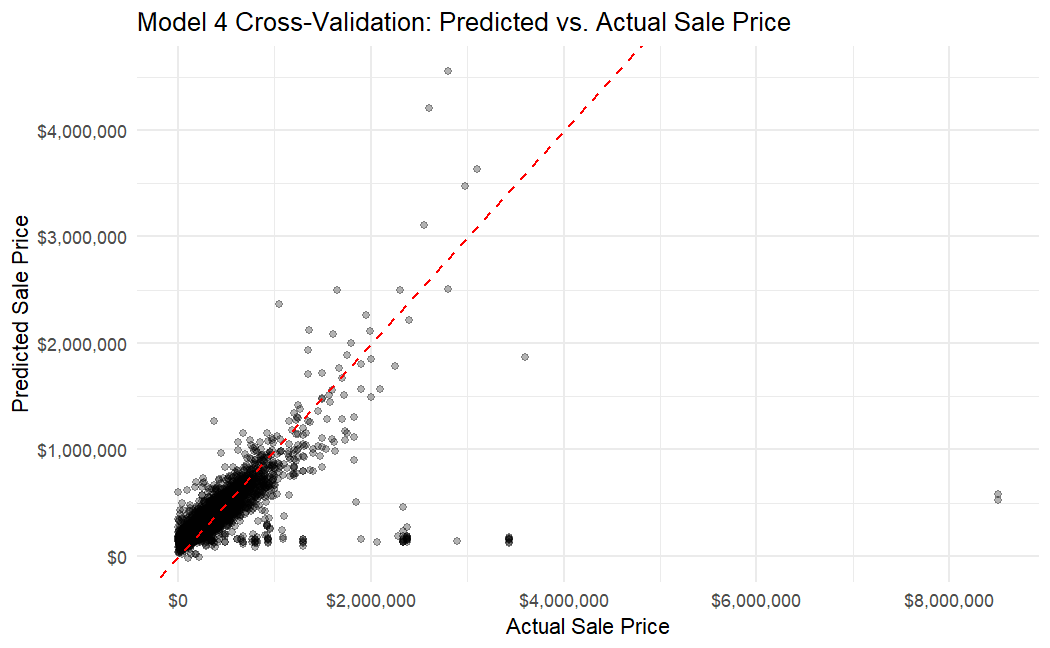 Model 4 Cross-Validation: Predicted vs. Actual Sale Price
Predicted Sale Price
$4,000,000
$3,000,000
$2,000,000
$1,000,000
$0
$0 $2,000,000 $4,000,000 $6,000,000 $8,000,000
Actual Sale Price